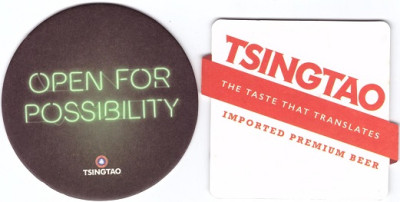 OPEN FOR
POSSIBILITY
TSINGTAO
TSINGTAO
THE TASTE THAT TRANSLATES
IMPORTED PREMIUM BEER